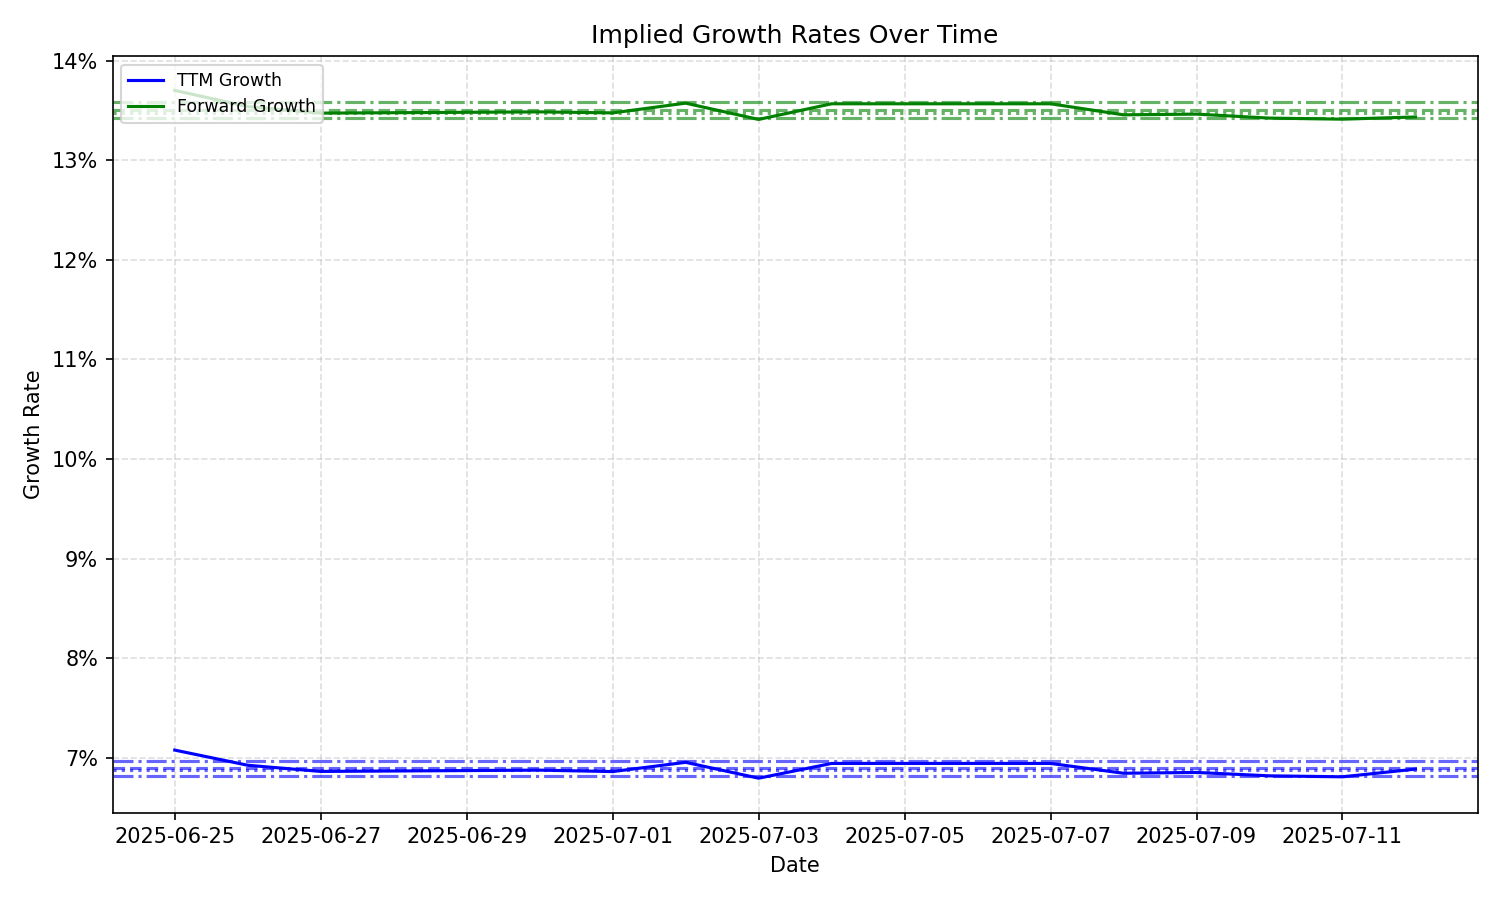 Implied Growth Rates Over Time
14%
13%
12%
11%
10%
9%
8%
7%
Growth Rate
TTM Growth
Forward Growth
2025-06-25 2025-06-27 2025-06-29 2025-07-01 2025-07-03 2025-07-05 2025-07-07 2025-07-09 2025-07-11
Date